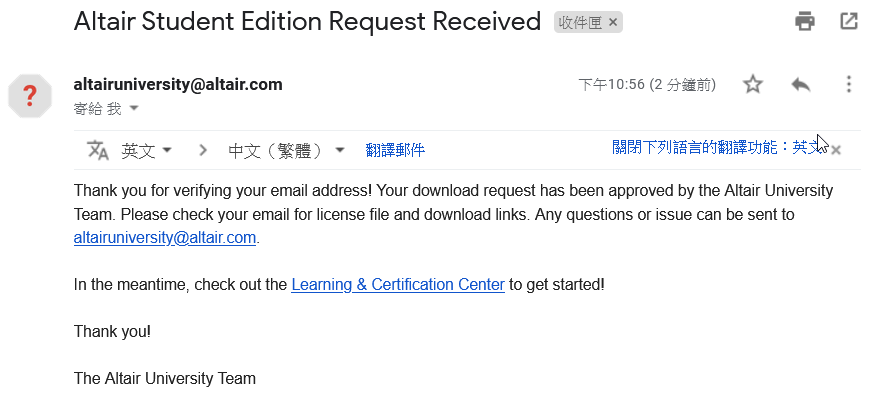 Altair Student Edition Request Received 收件匣 ×
?
altairuniversity@altair.com 下午10:56 (2 分鐘前)
寄給 我
英文 > 中文（繁體） 翻譯郵件 關閉下列語言的翻譯功能：英文 ×
Thank you for verifying your email address! Your download request has been approved by the Altair University
Team. Please check your email for license file and download links. Any questions or issue can be sent to
altairuniversity@altair.com.
In the meantime, check out the Learning & Certification Center to get started!
Thank you!
The Altair University Team